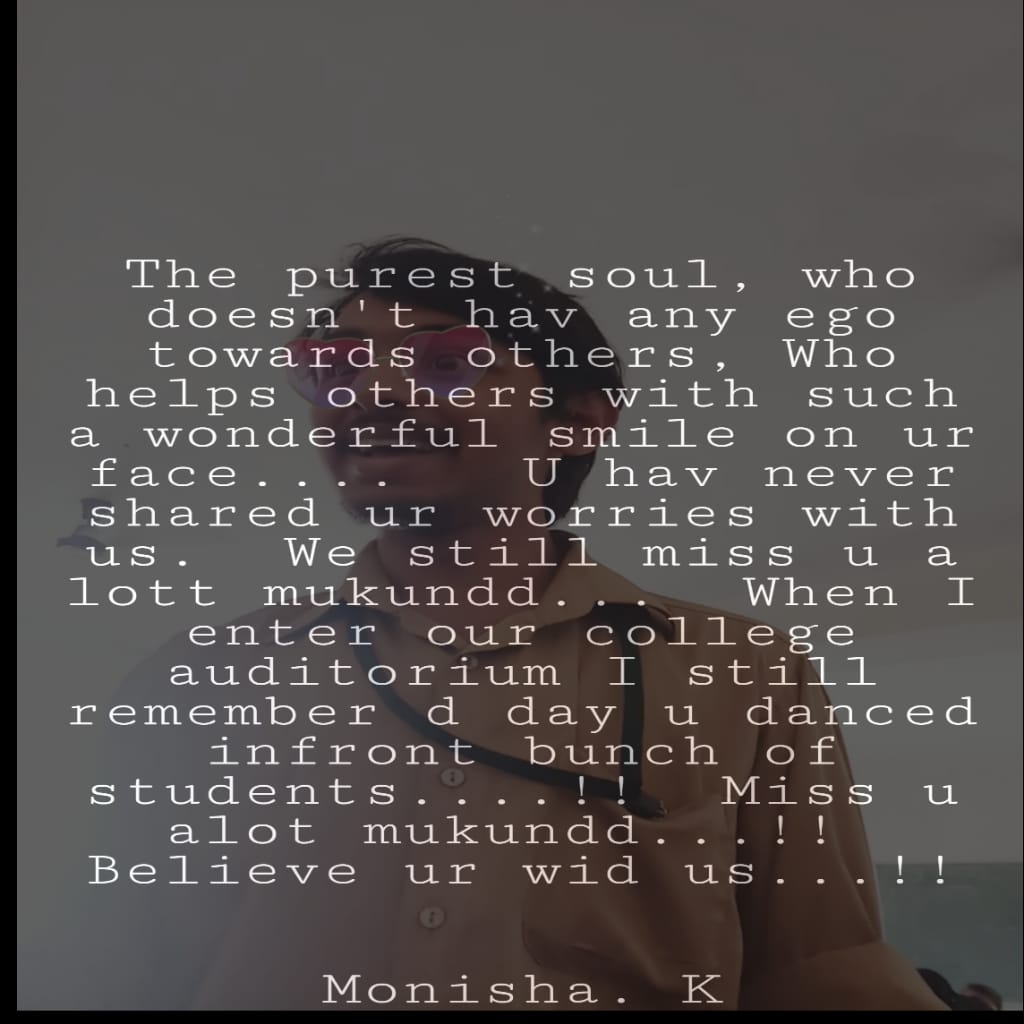 The purest soul, who
doesn't hav any ego
towards others, Who
helps others with such
a wonderful smile on ur
face.... U hav never
shared ur worries with
us. We still miss u a
lott mukundd... When I
enter our college
auditorium I still
remember d day u danced
infront bunch of
students....!! Miss u
alot mukundd...!!
Believe ur wid us...!!
Monisha. K